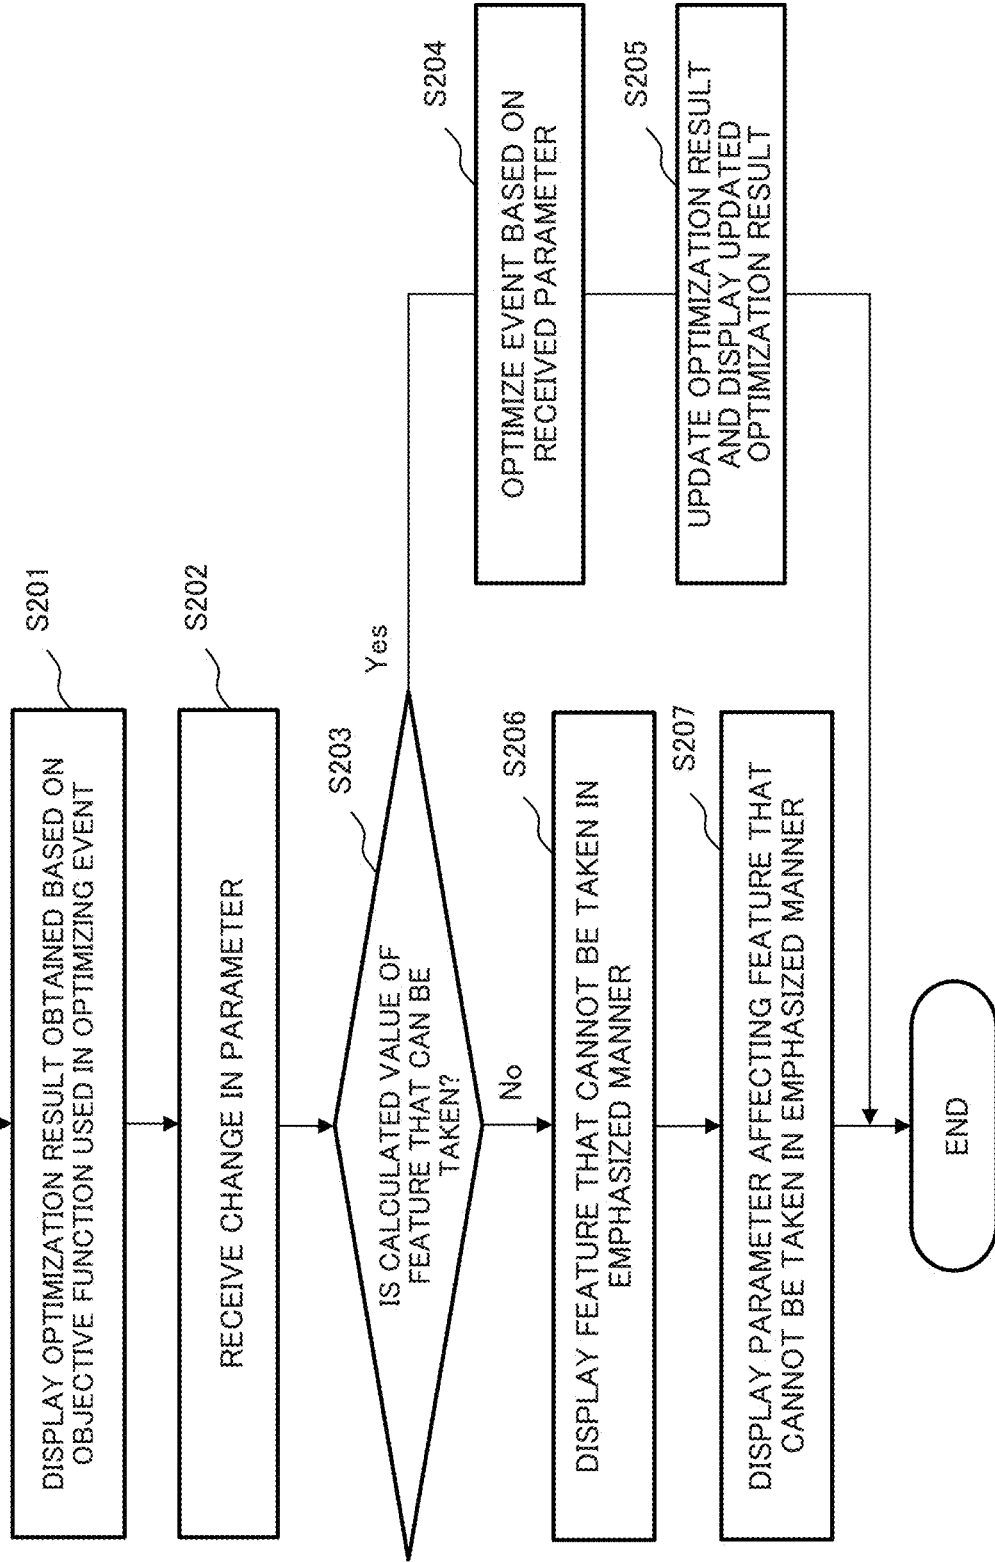 S201
DISPLAY OPTIMIZATION RESULT OBTAINED BASED ON
OBJECTIVE FUNCTION USED IN OPTIMIZING EVENT
S202
RECEIVE CHANGE IN PARAMETER
S203
IS CALCULATED VALUE OF
FEATURE THAT CAN BE
TAKEN?
Yes
No
S204
OPTIMIZE EVENT BASED ON
RECEIVED PARAMETER
S205
UPDATE OPTIMIZATION RESULT
AND DISPLAY UPDATED
OPTIMIZATION RESULT
S206
DISPLAY FEATURE THAT CANNOT BE TAKEN IN
EMPHASIZED MANNER
S207
DISPLAY PARAMETER AFFECTING FEATURE THAT
CANNOT BE TAKEN IN EMPHASIZED MANNER
END